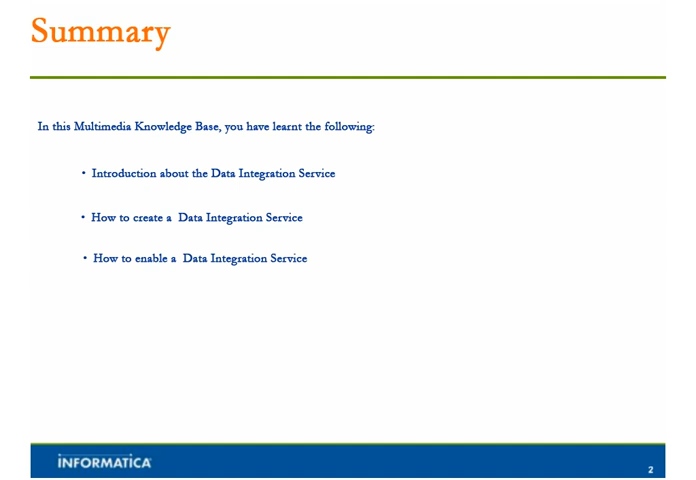 Summary
In this Multimedia Knowledge Base, you have learnt the following:
• Introduction about the Data Integration Service
• How to create a  Data Integration Service
• How to enable a  Data Integration Service
INFORMATICA
2